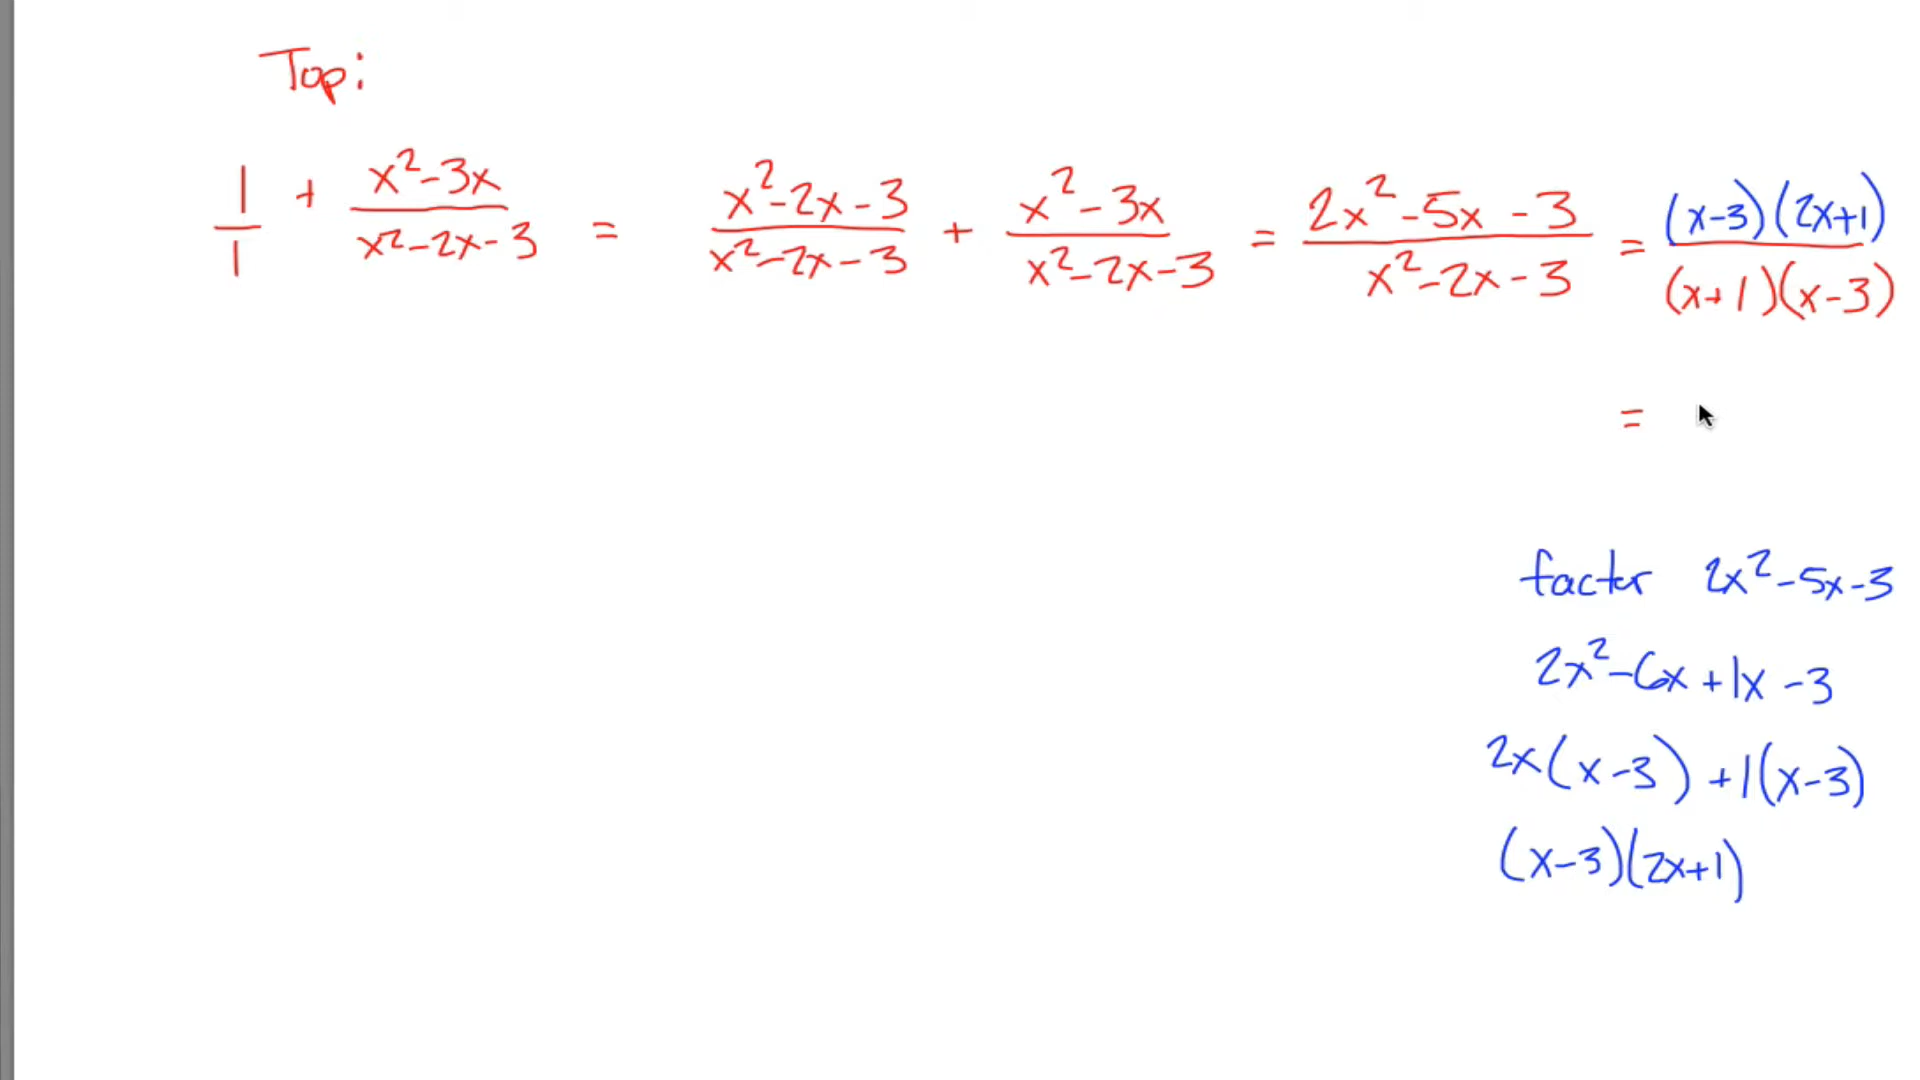 Top:
1/1 + (x²-3x)/(x²-2x-3) = (x²-2x-3)/(x²-2x-3) + (x²-3x)/(x²-2x-3) = (2x²-5x-3)/(x²-2x-3) = (x-3)(2x+1)/(x+1)(x-3)
=
factor 2x²-5x-3
2x²-6x+1x-3
2x(x-3)+1(x-3)
(x-3)(2x+1)